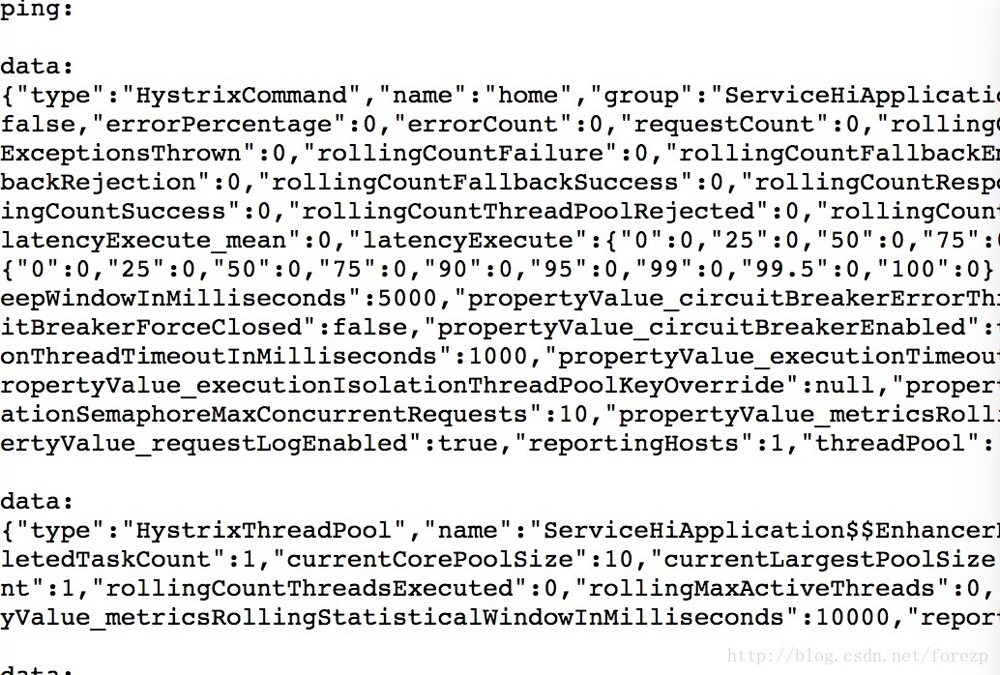 ping:
data:
{"type":"HystrixCommand","name":"home","group":"ServiceHiApplicatio
false,"errorPercentage":0,"errorCount":0,"requestCount":0,"rollingC
ExceptionsThrown":0,"rollingCountFailure":0,"rollingCountFallbackEm
backRejection":0,"rollingCountFallbackSuccess":0,"rollingCountRespo
ingCountSuccess":0,"rollingCountThreadPoolRejected":0,"rollingCount
latencyExecute_mean":0,"latencyExecute":{"0":0,"25":0,"50":0,"75":0
{"0":0,"25":0,"50":0,"75":0,"90":0,"95":0,"99":0,"99.5":0,"100":0}
eepWindowInMilliseconds":5000,"propertyValue_circuitBreakerErrorThr
itBreakerForceClosed":false,"propertyValue_circuitBreakerEnabled":t
onThreadTimeoutInMilliseconds":1000,"propertyValue_executionTimeout
ropertyValue_executionIsolationThreadPoolKeyOverride":null,"propert
ationSemaphoreMaxConcurrentRequests":10,"propertyValue_metricsRolli
ertyValue_requestLogEnabled":true,"reportingHosts":1,"threadPool":
data:
{"type":"HystrixThreadPool","name":"ServiceHiApplication$$EnhancerB
letedTaskCount":1,"currentCorePoolSize":10,"currentLargestPoolSize
nt":1,"rollingCountThreadsExecuted":0,"rollingMaxActiveThreads":0,
yValue_metricsRollingStatisticalWindowInMilliseconds":10000,"repor
data:
http://blog.csdn.net/forezp